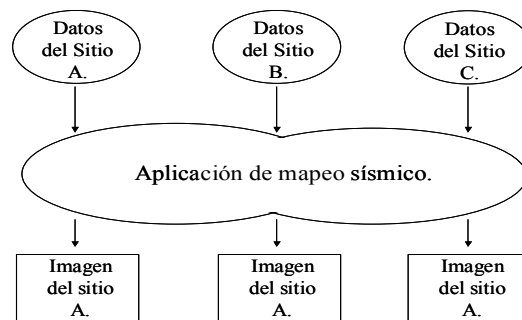 Datos
del Sitio
A.
Datos
del Sitio
B.
Datos
del Sitio
C.
Aplicación de mapeo sísmico.
Imagen
del sitio
A.
Imagen
del sitio
A.
Imagen
del sitio
A.